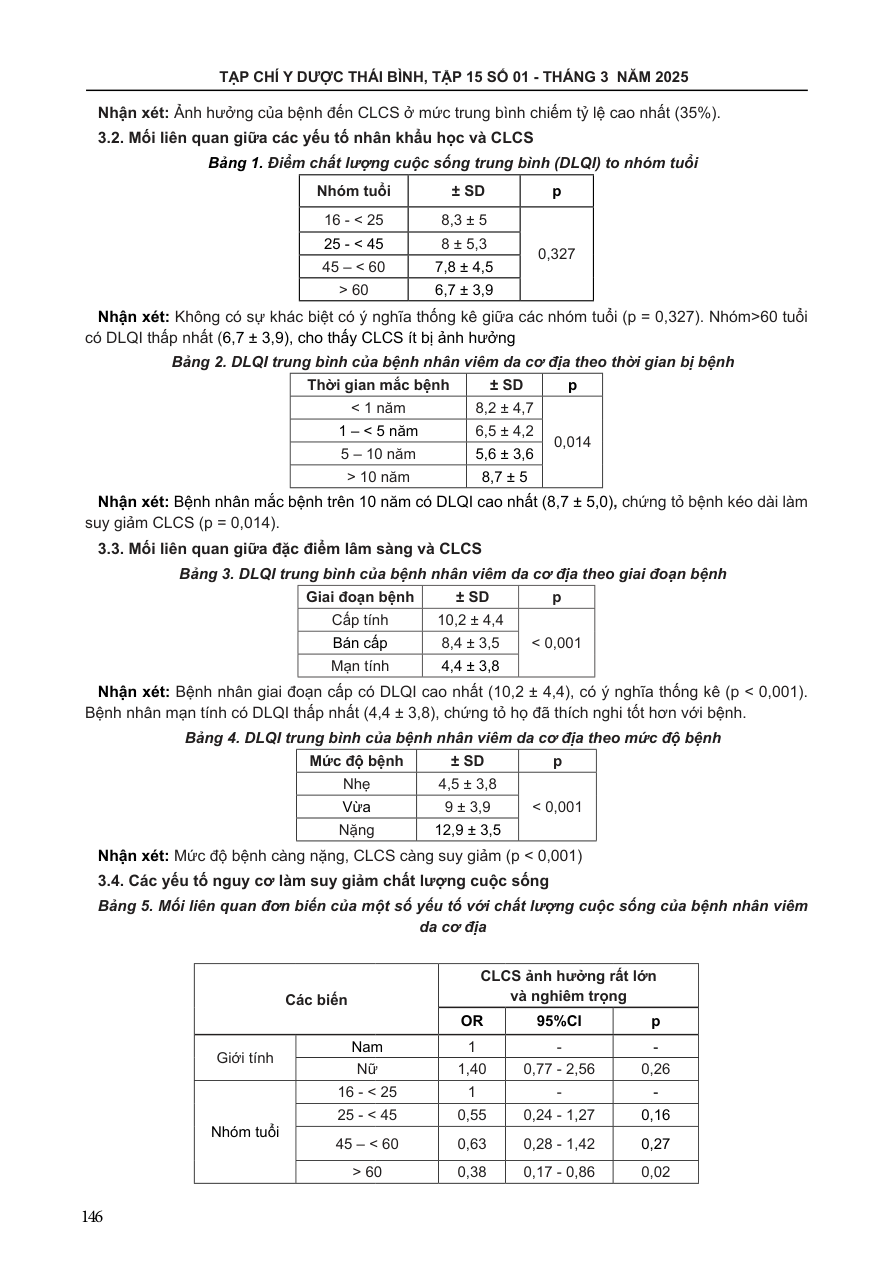 TẠP CHÍ Y DƯỢC THÁI BÌNH, TẬP 15 SỐ 01 - THÁNG 3 NĂM 2025
Nhận xét: Ảnh hưởng của bệnh đến CLCS ở mức trung bình chiếm tỷ lệ cao nhất (35%).
3.2. Mối liên quan giữa các yếu tố nhân khẩu học và CLCS
Bảng 1. Điểm chất lượng cuộc sống trung bình (DLQI) to nhóm tuổi
Nhóm tuổi ± SD p
16 - < 25 8,3 ± 5
25 - < 45 8 ± 5,3
0,327
45 – < 60 7,8 ± 4,5
> 60 6,7 ± 3,9
Nhận xét: Không có sự khác biệt có ý nghĩa thống kê giữa các nhóm tuổi (p = 0,327). Nhóm>60 tuổi
có DLQI thấp nhất (6,7 ± 3,9), cho thấy CLCS ít bị ảnh hưởng
Bảng 2. DLQI trung bình của bệnh nhân viêm da cơ địa theo thời gian bị bệnh
Thời gian mắc bệnh ± SD p
< 1 năm 8,2 ± 4,7
1 – < 5 năm 6,5 ± 4,2
0,014
5 – 10 năm 5,6 ± 3,6
> 10 năm 8,7 ± 5
Nhận xét: Bệnh nhân mắc bệnh trên 10 năm có DLQI cao nhất (8,7 ± 5,0), chứng tỏ bệnh kéo dài làm
suy giảm CLCS (p = 0,014).
3.3. Mối liên quan giữa đặc điểm lâm sàng và CLCS
Bảng 3. DLQI trung bình của bệnh nhân viêm da cơ địa theo giai đoạn bệnh
Giai đoạn bệnh ± SD p
Cấp tính 10,2 ± 4,4
Bán cấp 8,4 ± 3,5 < 0,001
Mạn tính 4,4 ± 3,8
Nhận xét: Bệnh nhân giai đoạn cấp có DLQI cao nhất (10,2 ± 4,4), có ý nghĩa thống kê (p < 0,001).
Bệnh nhân mạn tính có DLQI thấp nhất (4,4 ± 3,8), chứng tỏ họ đã thích nghi tốt hơn với bệnh.
Bảng 4. DLQI trung bình của bệnh nhân viêm da cơ địa theo mức độ bệnh
Mức độ bệnh ± SD p
Nhẹ 4,5 ± 3,8
Vừa 9 ± 3,9 < 0,001
Nặng 12,9 ± 3,5
Nhận xét: Mức độ bệnh càng nặng, CLCS càng suy giảm (p < 0,001)
3.4. Các yếu tố nguy cơ làm suy giảm chất lượng cuộc sống
Bảng 5. Mối liên quan đơn biến của một số yếu tố với chất lượng cuộc sống của bệnh nhân viêm
da cơ địa
Các biến
CLCS ảnh hưởng rất lớn
và nghiêm trọng
OR 95%CI p
Giới tính
Nam 1 - -
Nữ 1,40 0,77 - 2,56 0,26
Nhóm tuổi
16 - < 25 1 - -
25 - < 45 0,55 0,24 - 1,27 0,16
45 – < 60 0,63 0,28 - 1,42 0,27
> 60 0,38 0,17 - 0,86 0,02
146